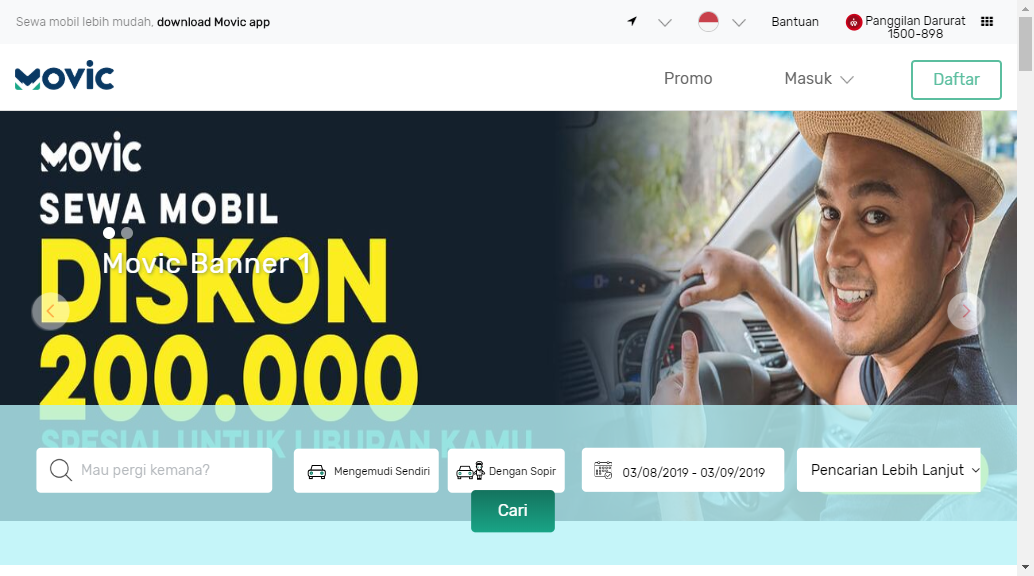 Sewa mobil lebih mudah, download Movic app
Bantuan
Panggilan Darurat
1500-898
MOVIC
Promo
Masuk
Daftar
MOVIC
SEWA MOBIL
DISKON
Movic Banner 1
200.000
SPESIAL UNTUK LIBURAN KAMU
Mau pergi kemana?
Mengemudi Sendiri
Dengan Sopir
03/08/2019 - 03/09/2019
Pencarian Lebih Lanjut
Cari